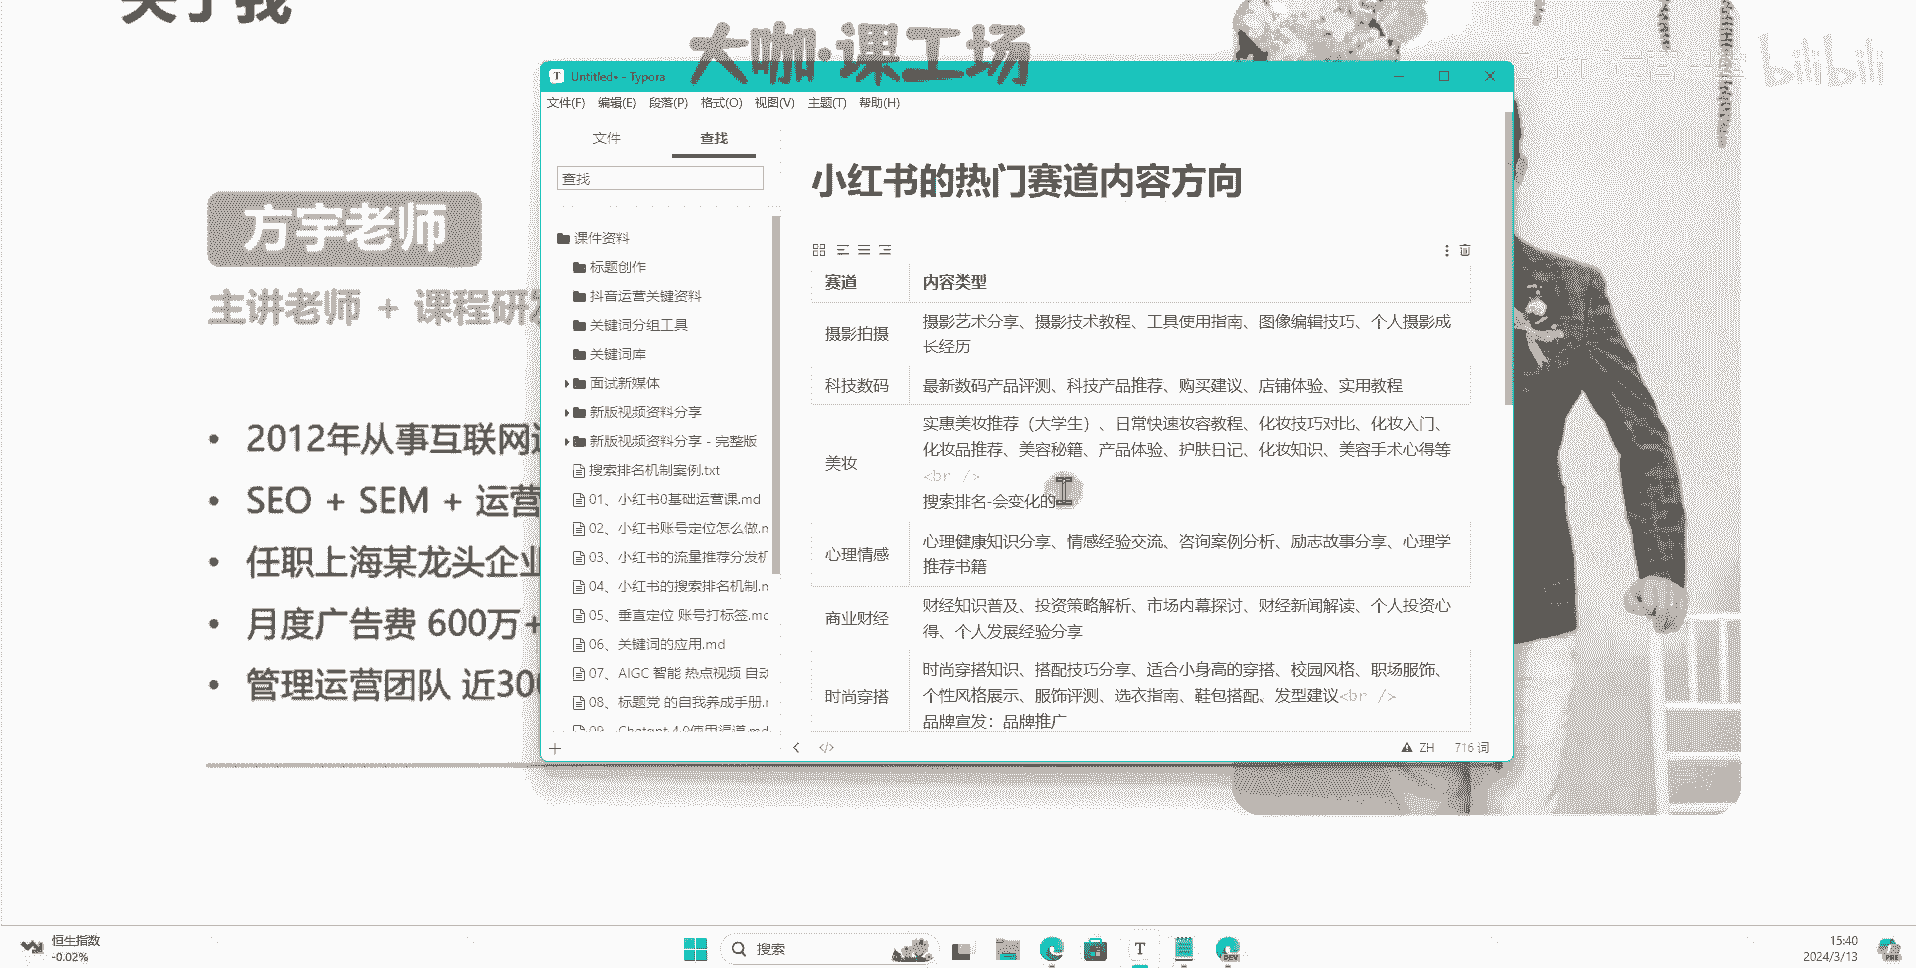 关于我
大咖·课工场
bilibili
方宇老师
主讲老师 + 课程研发
2012年从事互联网
SEO + SEM + 运营
任职上海某龙头企业
月度广告费 600万+
管理运营团队 近300
Untitled• - Typora
文件(F) 编辑(E) 段落(P) 格式(O) 视图(V) 主题(T) 帮助(H)
文件 查找
查找
课件资料
标题创作
抖音运营关键资料
关键词分组工具
关键词库
面试新媒体
新版视频资料分享
新版视频资料分享 - 完整版
搜索排名机制案例.txt
01、小红书0基础运营课.md
02、小红书账号定位怎么做.m
03、小红书的流量推荐分发机
04、小红书的搜索排名机制.m
05、垂直定位 账号打标签.mc
06、关键词的应用.md
07、AIGC 智能 热点视频 自动
08、标题党 的自我养成手册.r
09、Chatgpt 4.0使用渠道.md
小红书的热门赛道内容方向
赛道 内容类型
摄影拍摄 摄影艺术分享、摄影技术教程、工具使用指南、图像编辑技巧、个人摄影成
长经历
科技数码 最新数码产品评测、科技产品推荐、购买建议、店铺体验、实用教程
美妆 实惠美妆推荐（大学生）、日常快速妆容教程、化妆技巧对比、化妆入门、
化妆品推荐、美容秘籍、产品体验、护肤日记、化妆知识、美容手术心得等
<br />
搜索排名-会变化的
心理情感 心理健康知识分享、情感经验交流、咨询案例分析、励志故事分享、心理学
推荐书籍
商业财经 财经知识普及、投资策略解析、市场内幕探讨、财经新闻解读、个人投资心
得、个人发展经验分享
时尚穿搭 时尚穿搭知识、搭配技巧分享、适合小身高的穿搭、校园风格、职场服饰、
个性风格展示、服饰评测、选衣指南、鞋包搭配、发型建议<br />
品牌宣发：品牌推广
ZH 716 词
恒生指数
-0.02%
搜索
15:40
2024/3/13